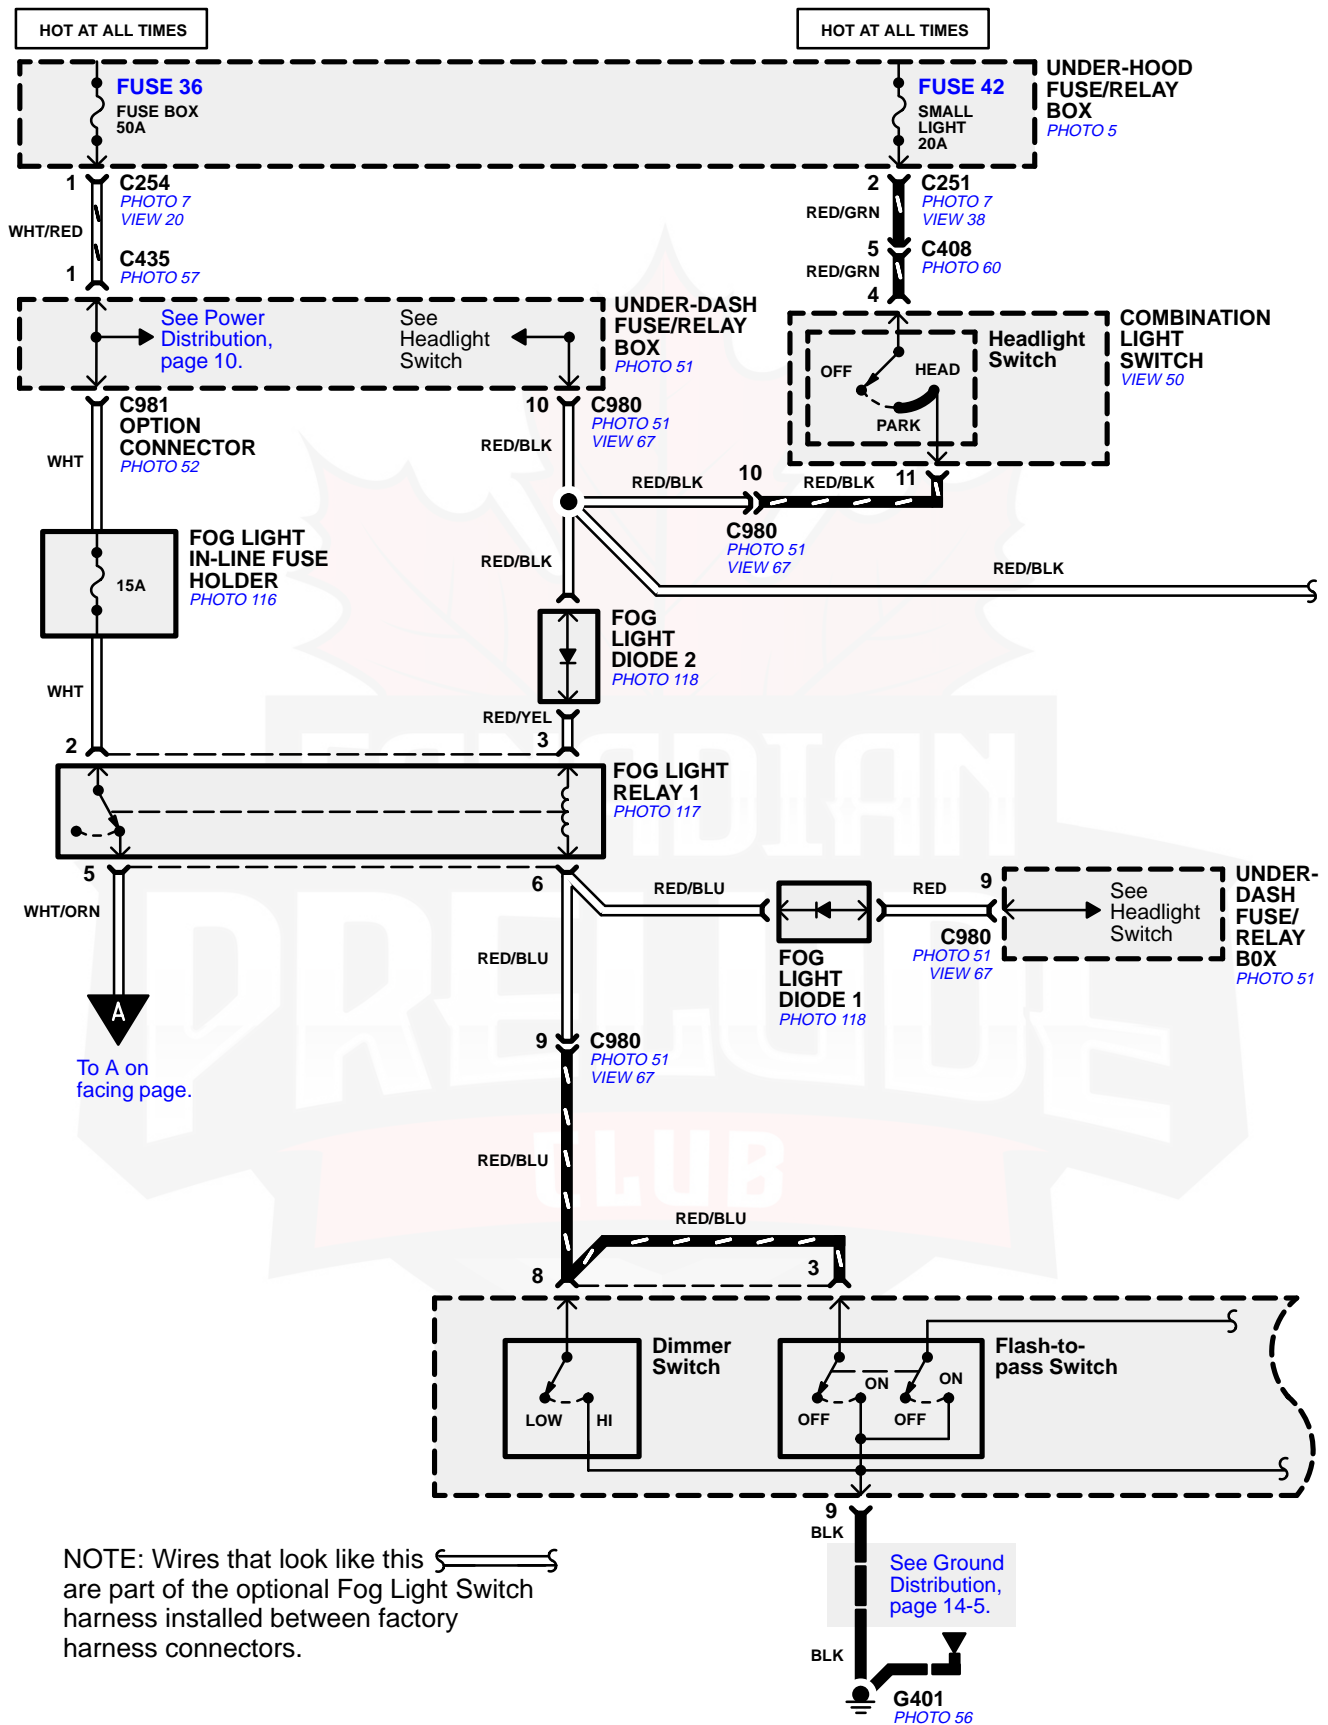 HOT AT ALL TIMES
HOT AT ALL TIMES
FUSE 36
FUSE BOX
50A
FUSE 42
SMALL
LIGHT
20A
UNDER-HOOD
FUSE/RELAY
BOX
PHOTO 5
1
C254
PHOTO 7
VIEW 20
WHT/RED
1
C435
PHOTO 57
2
C251
PHOTO 7
VIEW 38
RED/GRN
5
C408
PHOTO 60
RED/GRN
4
See Power
Distribution,
page 10.
See
Headlight
Switch
UNDER-DASH
FUSE/RELAY
BOX
PHOTO 51
OFF
HEAD
PARK
Headlight
Switch
COMBINATION
LIGHT
SWITCH
VIEW 50
C981
OPTION
CONNECTOR
PHOTO 52
WHT
10
C980
PHOTO 51
VIEW 67
RED/BLK
RED/BLK
10
RED/BLK
11
C980
PHOTO 51
VIEW 67
RED/BLK
RED/BLK
FOG LIGHT
IN-LINE FUSE
HOLDER
PHOTO 116
15A
WHT
FOG
LIGHT
DIODE 2
PHOTO 118
RED/YEL
2
3
FOG LIGHT
RELAY 1
PHOTO 117
5
6
WHT/ORN
A
To A on
facing page.
RED/BLU
RED
9
FOG
LIGHT
DIODE 1
PHOTO 118
C980
PHOTO 51
VIEW 67
See
Headlight
Switch
UNDER-
DASH
FUSE/
RELAY
B0X
PHOTO 51
RED/BLU
9
C980
PHOTO 51
VIEW 67
RED/BLU
RED/BLU
8
3
Dimmer
Switch
LOW
HI
Flash-to-
pass Switch
ON
ON
OFF
OFF
9
BLK
See Ground
Distribution,
page 14-5.
BLK
G401
PHOTO 56
NOTE: Wires that look like this
are part of the optional Fog Light Switch
harness installed between factory
harness connectors.
CANADIAN
PRELUDE
CLUB